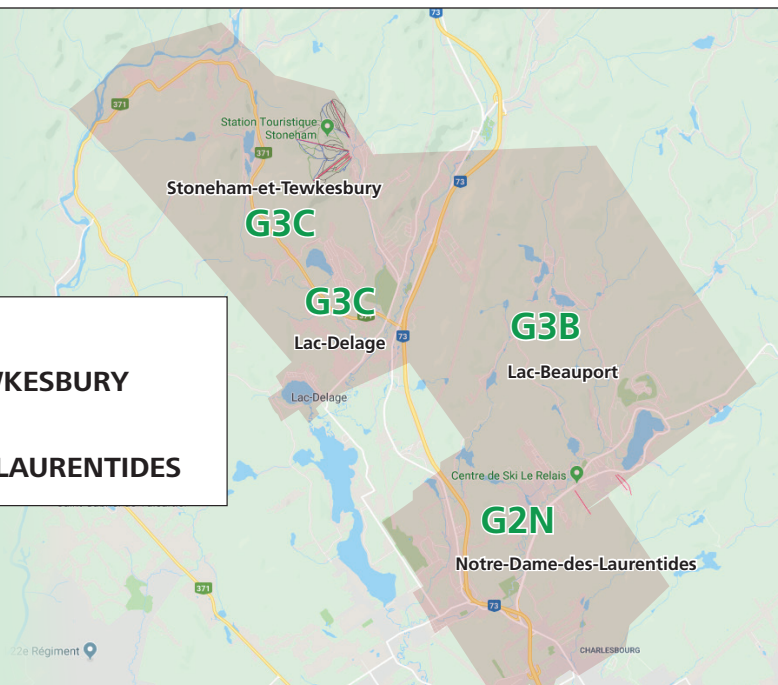 73
371
Station Touristique
Stoneham
371
73
Stoneham-et-Tewkesbury
G3C
G3C
73
Lac-Delage
G3B
Lac-Beauport
KESBURY
Lac-Delage
LAURENTIDES
Centre de Ski Le Relais
G2N
Notre-Dame-des-Laurentides
371
73
22e Régiment
CHARLESBOURG